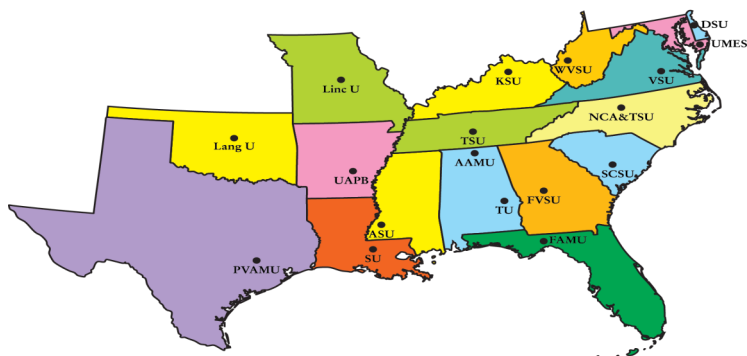 DSU
UMES
WVSU
KSU
VSU
Linc U
NCA&TSU
Lang U
TSU
AAMU
SCSU
UAPB
FVSU
TU
ASU
FAMU
SU
PVAMU